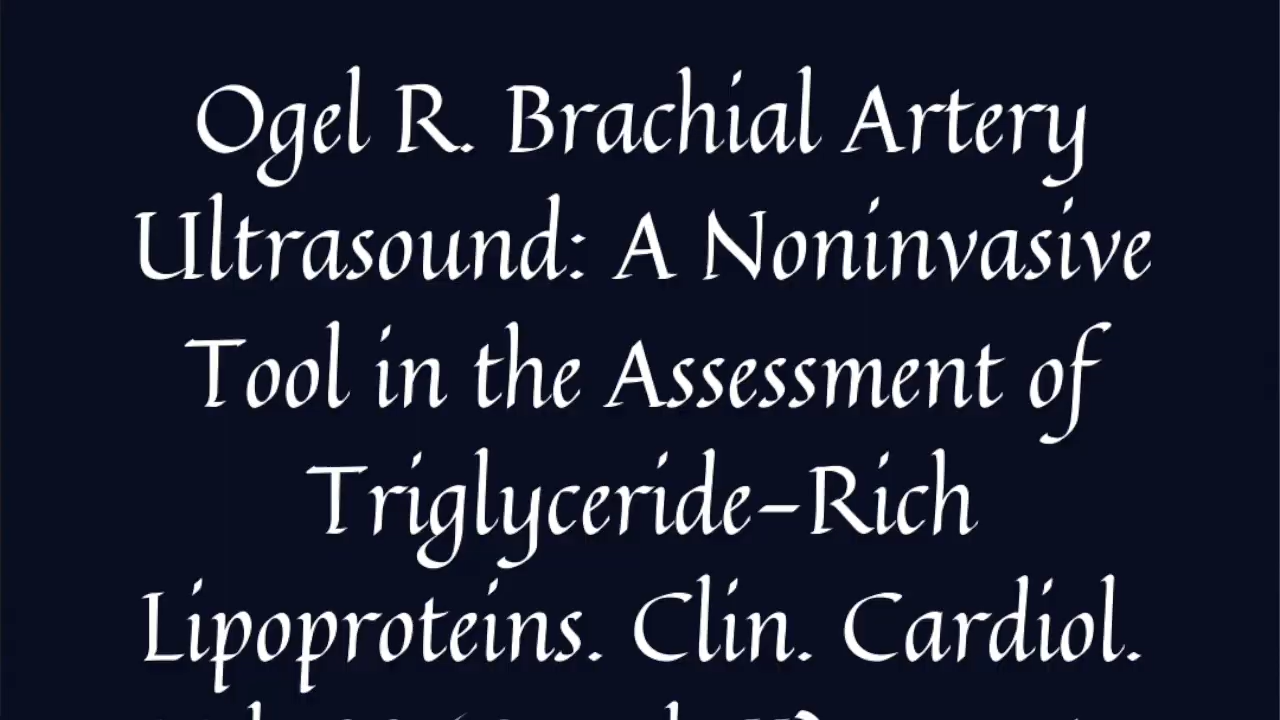 Ogel R. Brachial Artery
Ultrasound: A Noninvasive
Tool in the Assessment of
Triglyceride-Rich
Lipoproteins. Clin. Cardiol.